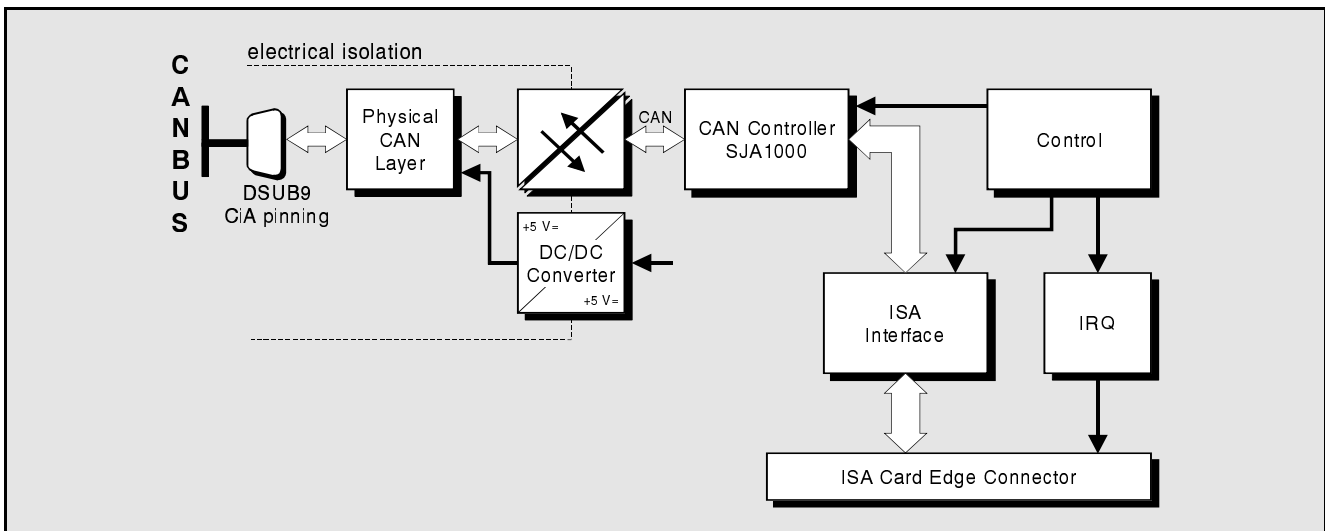 electrical isolation
CANBUS
Physical
CAN
Layer
CAN
CAN Controller
SJA1000
Control
DSUB9
CiA pinning
+5 V=
DC/DC
Converter
+5 V=
ISA
Interface
IRQ
ISA Card Edge Connector